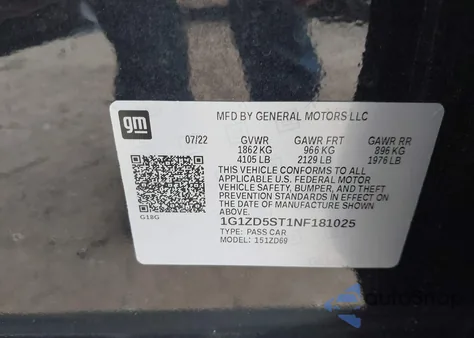 MFD BY GENERAL MOTORS LLC
gm
07/22
GVWR GAWR FRT GAWR RR
1862 KG 966 KG 896 KG
4105 LB 2129 LB 1976 LB
THIS VEHICLE CONFORMS TO ALL APPLICABLE
U.S. FEDERAL MOTOR
VEHICLE SAFETY, BUMPER, AND THEFT
PREVENTION STANDARDS IN EFFECT ON THE
DATE OF MANUFACTURE SHOWN
ABOVE.
1G1ZD5ST1NF181025
TYPE: PASS CAR
MODEL: 1S1ZD69
G18G